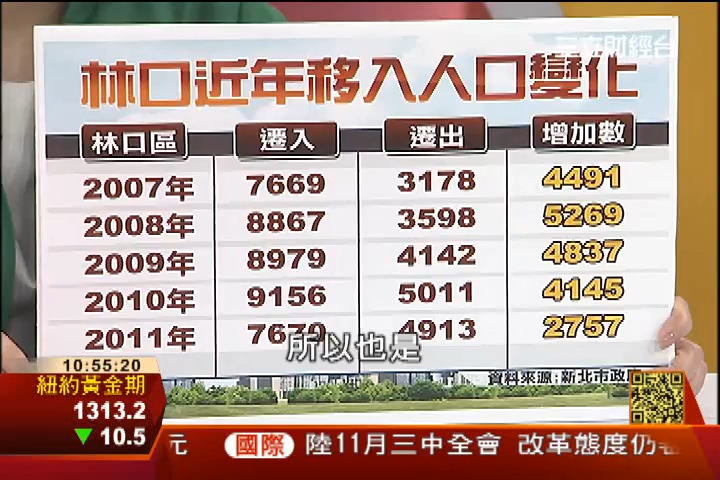 財經台
林口近年移入人口變化
林口區 遷入 遷出 增加數
2007年 7669 3178 4491
2008年 8867 3598 5269
2009年 8979 4142 4837
2010年 9156 5011 4145
2011年 7670 4913 2757
所以也是
資料來源:新北市政
10:55:20
紐約黃金期
1313.2
▼ 10.5
元 國際 陸11月三中全會 改革態度仍